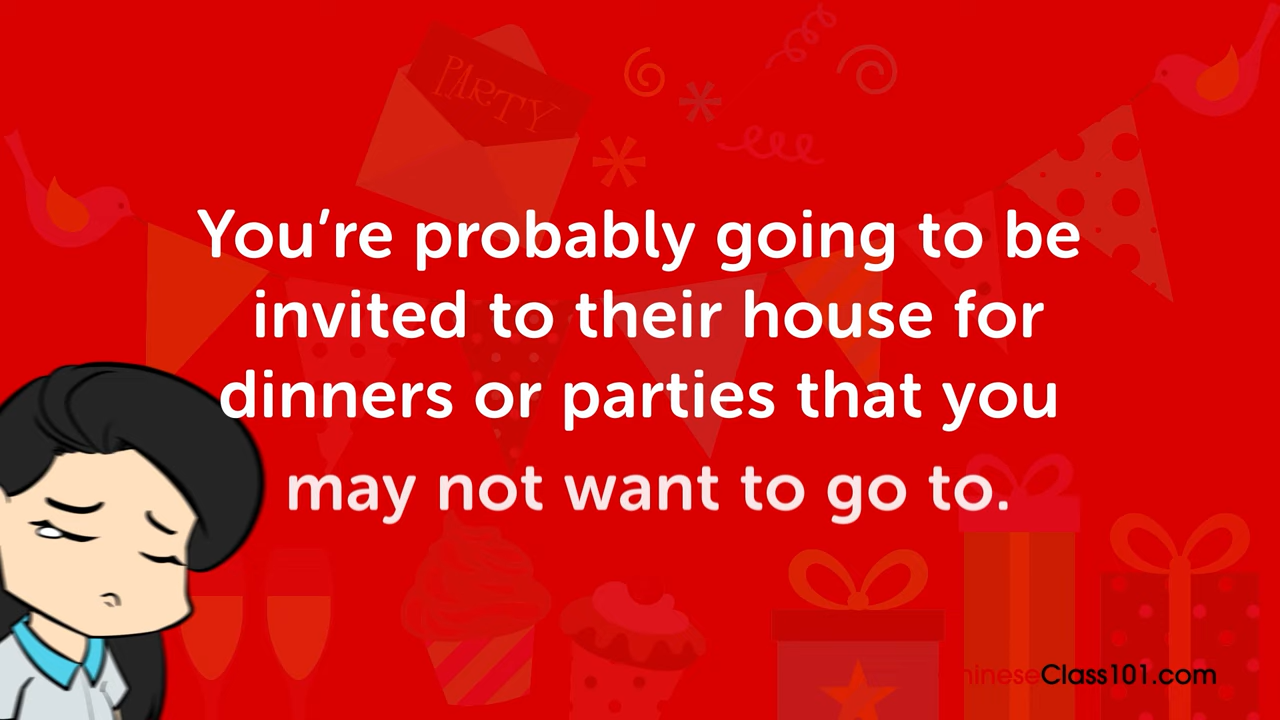 PARTY
You're probably going to be
invited to their house for
dinners or parties that you
may not want to go to.
hineseClass101.com